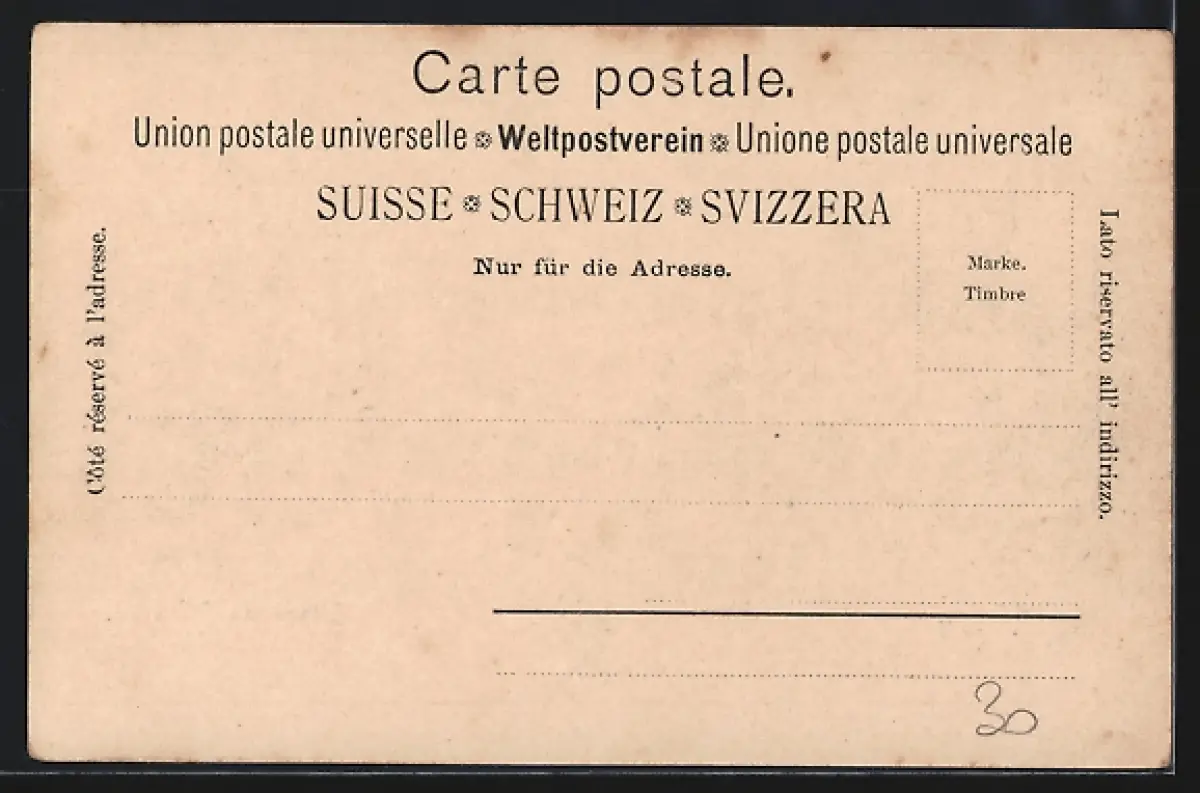 Carte postale.
Union postale universelle ❉ Weltpostverein ❉ Unione postale universale
SUISSE ❉ SCHWEIZ ❉ SVIZZERA
Nur für die Adresse.
Marke.
Timbre
Côté réservé à l'adresse.
Lato riservato all' indirizzo.
30